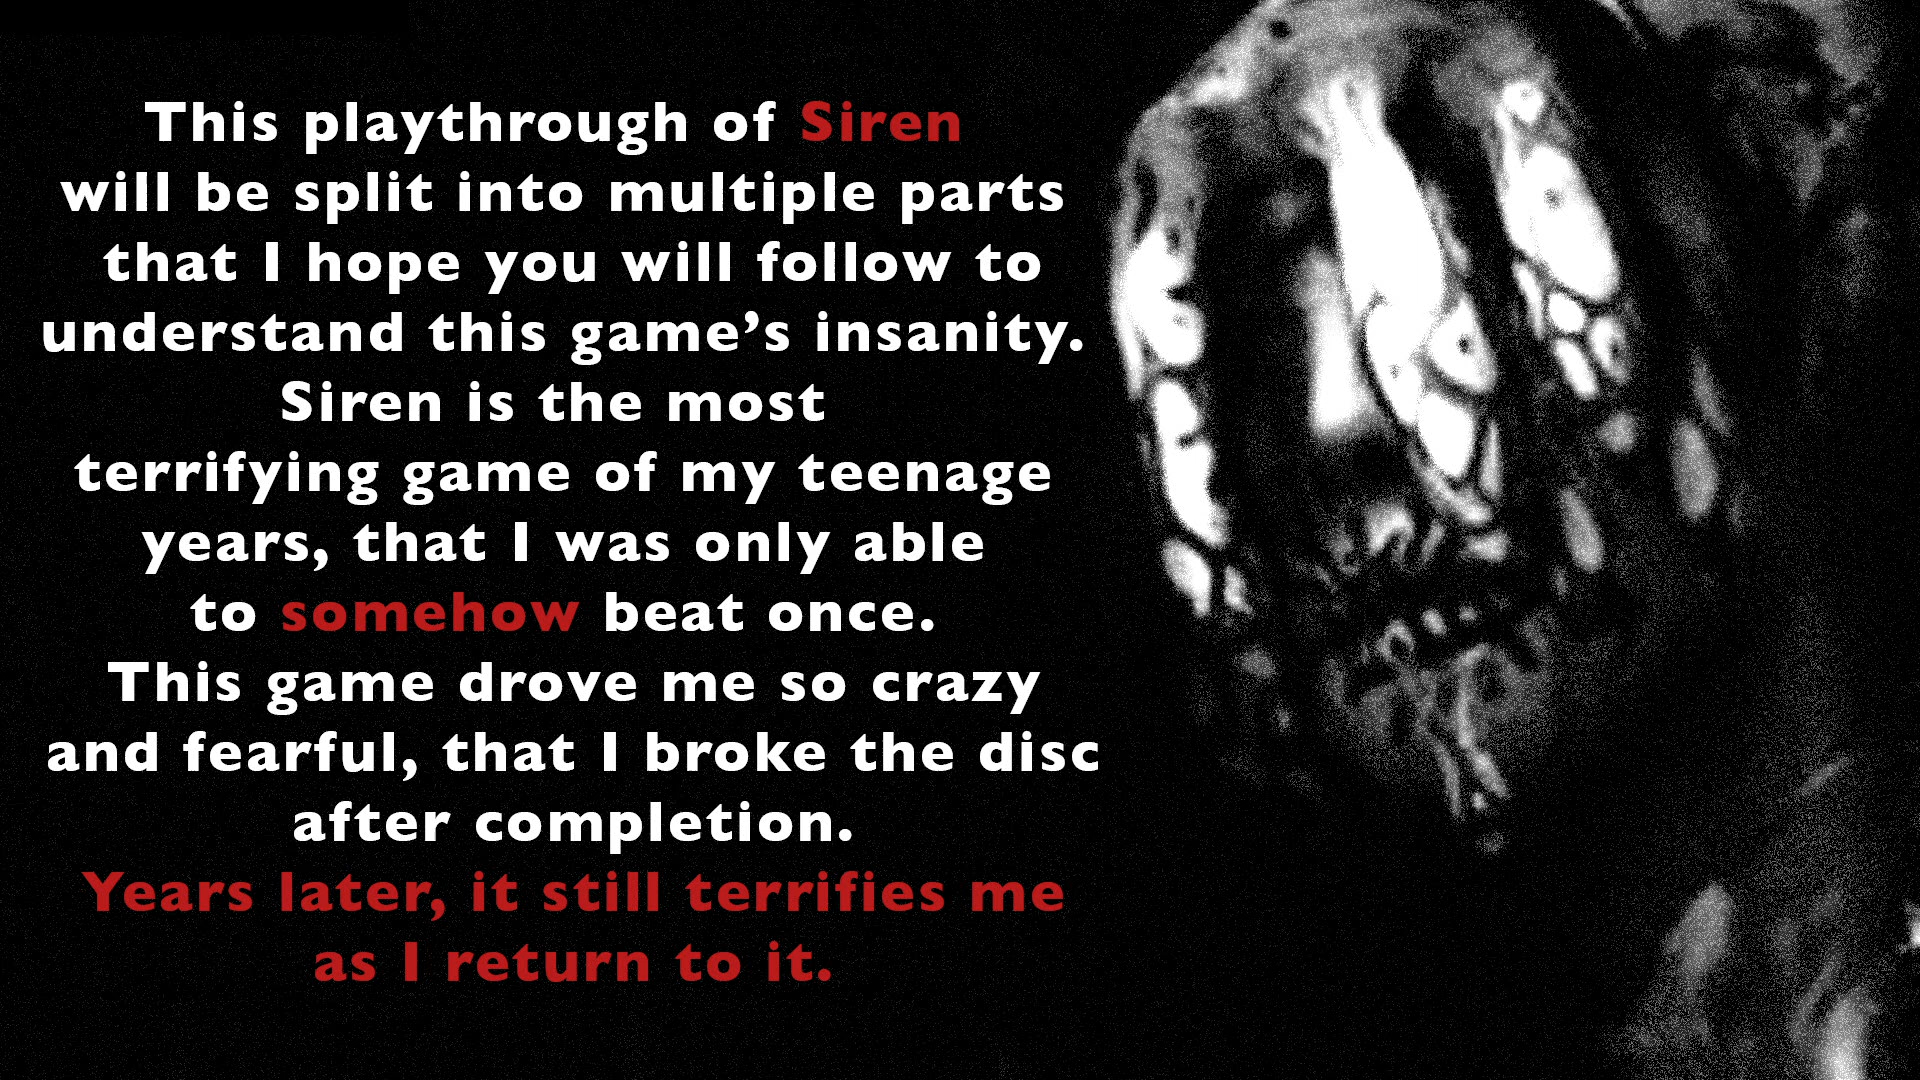 This playthrough of Siren
will be split into multiple parts
that I hope you will follow to
understand this game’s insanity.
Siren is the most
terrifying game of my teenage
years, that I was only able
to somehow beat once.
This game drove me so crazy
and fearful, that I broke the disc
after completion.
Years later, it still terrifies me
as I return to it.